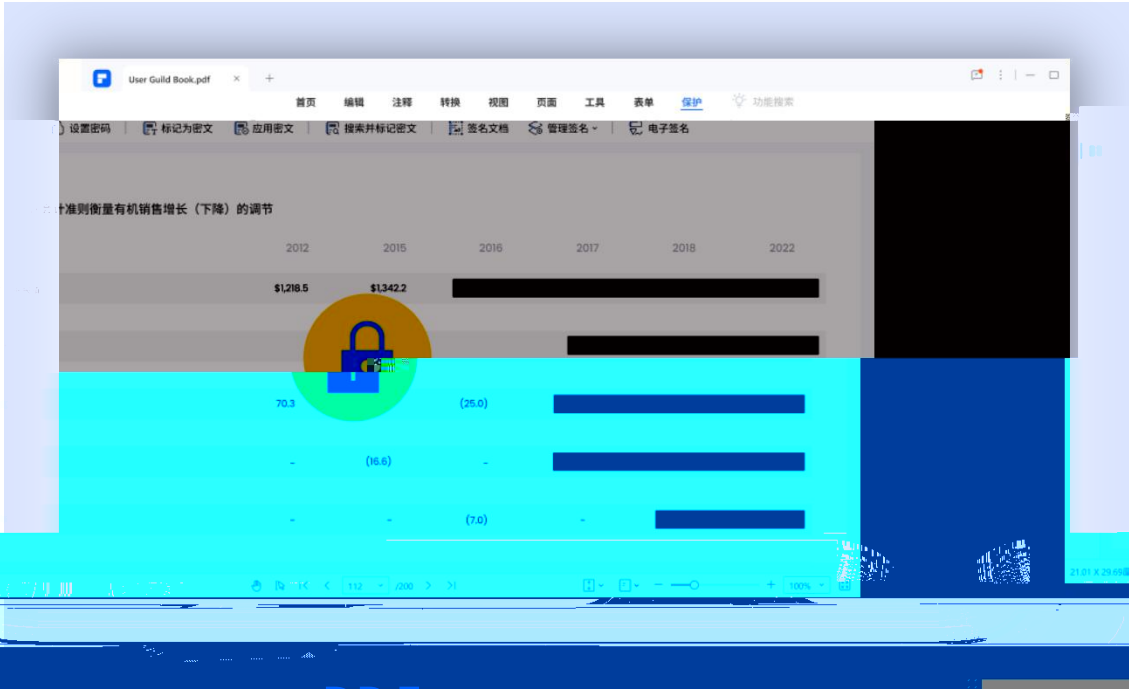 User Guild Book.pdf
首页 编辑 注释 转换 视图 页面 工具 表单 保护 功能搜索
设置密码 标记为密文 应用密文 搜索并标记密文 签名文档 管理签名 电子签名
计准则衡量有机销售增长（下降）的调节
2012 2015 2016 2017 2018 2022
$1,218.5 $1,342.2
70.3 (25.0)
- (16.6) -
- - (7.0) -
112 /200 100%